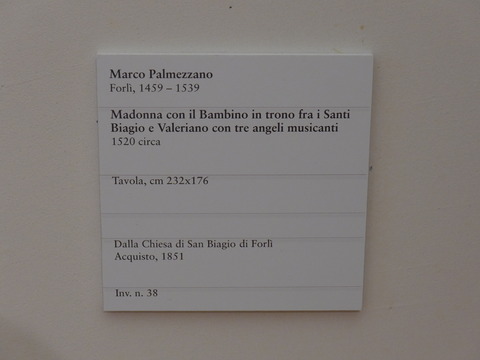 Marco Palmezzano
Forlì, 1459 – 1539
Madonna con il Bambino in trono fra i Santi
Biagio e Valeriano con tre angeli musicanti
1520 circa
Tavola, cm 232x176
Dalla Chiesa di San Biagio di Forlì
Acquisto, 1851
Inv. n. 38